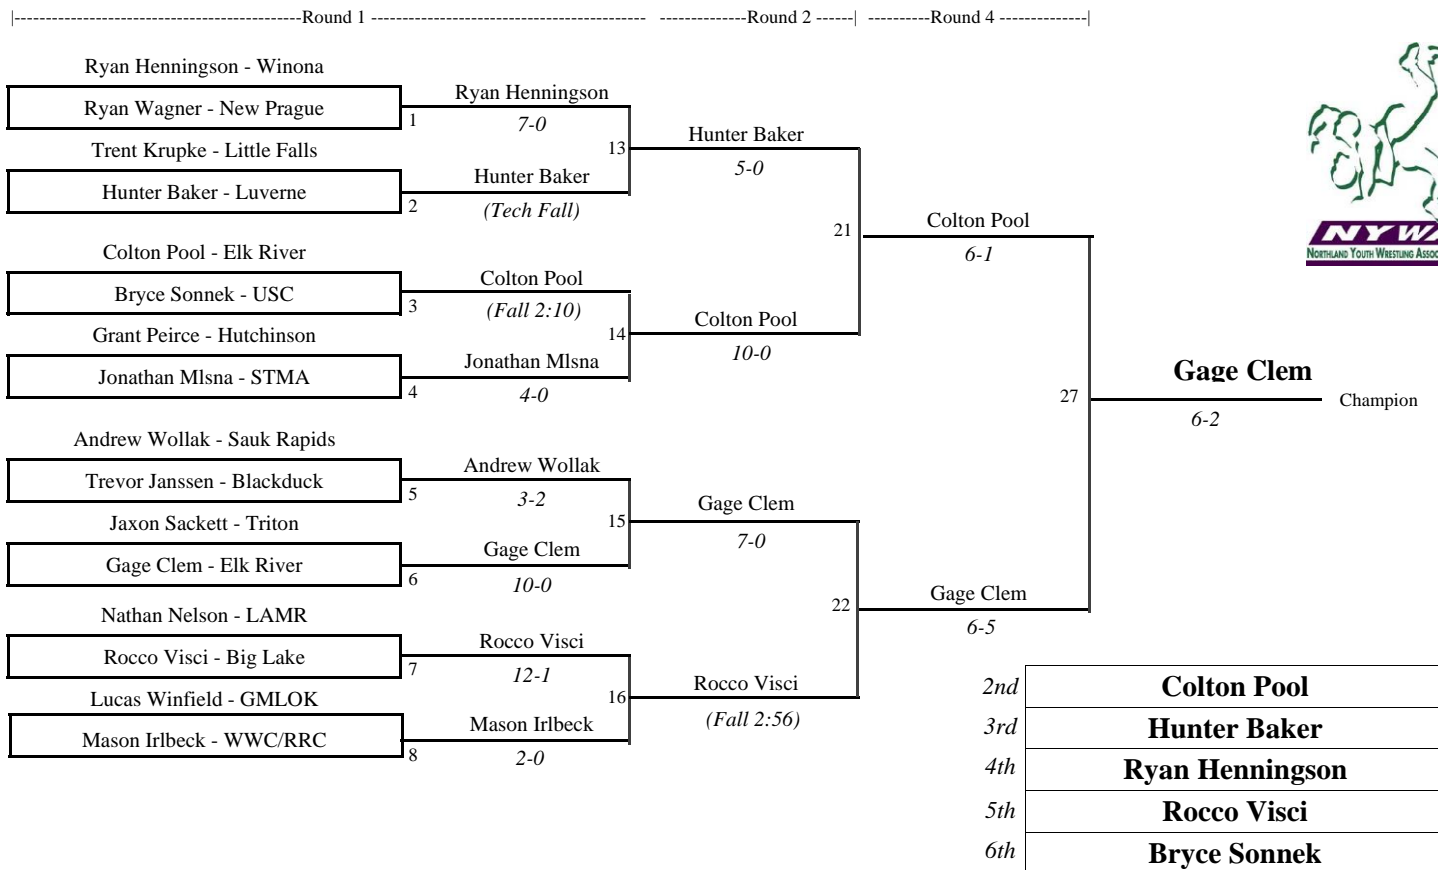 |-----------------------------------------------Round 1 --------------------------------------------- --------------Round 2 ------| ----------Round 4 --------------|
Ryan Henningson - Winona
Ryan Wagner - New Prague
1
Ryan Henningson
7-0
Trent Krupke - Little Falls
Hunter Baker - Luverne
2
Hunter Baker
(Tech Fall)
13
Hunter Baker
5-0
Colton Pool - Elk River
Bryce Sonnek - USC
3
Colton Pool
(Fall 2:10)
Grant Peirce - Hutchinson
Jonathan Mlsna - STMA
4
Jonathan Mlsna
4-0
14
Colton Pool
10-0
21
Colton Pool
6-1
Andrew Wollak - Sauk Rapids
Trevor Janssen - Blackduck
5
Andrew Wollak
3-2
Jaxon Sackett - Triton
Gage Clem - Elk River
6
Gage Clem
10-0
15
Gage Clem
7-0
Nathan Nelson - LAMR
Rocco Visci - Big Lake
7
Rocco Visci
12-1
Lucas Winfield - GMLOK
Mason Irlbeck - WWC/RRC
8
Mason Irlbeck
2-0
16
Rocco Visci
(Fall 2:56)
22
Gage Clem
6-5
27
Gage Clem
6-2
Champion
NYWA
Northland Youth Wrestling
2nd Colton Pool
3rd Hunter Baker
4th Ryan Henningson
5th Rocco Visci
6th Bryce Sonnek